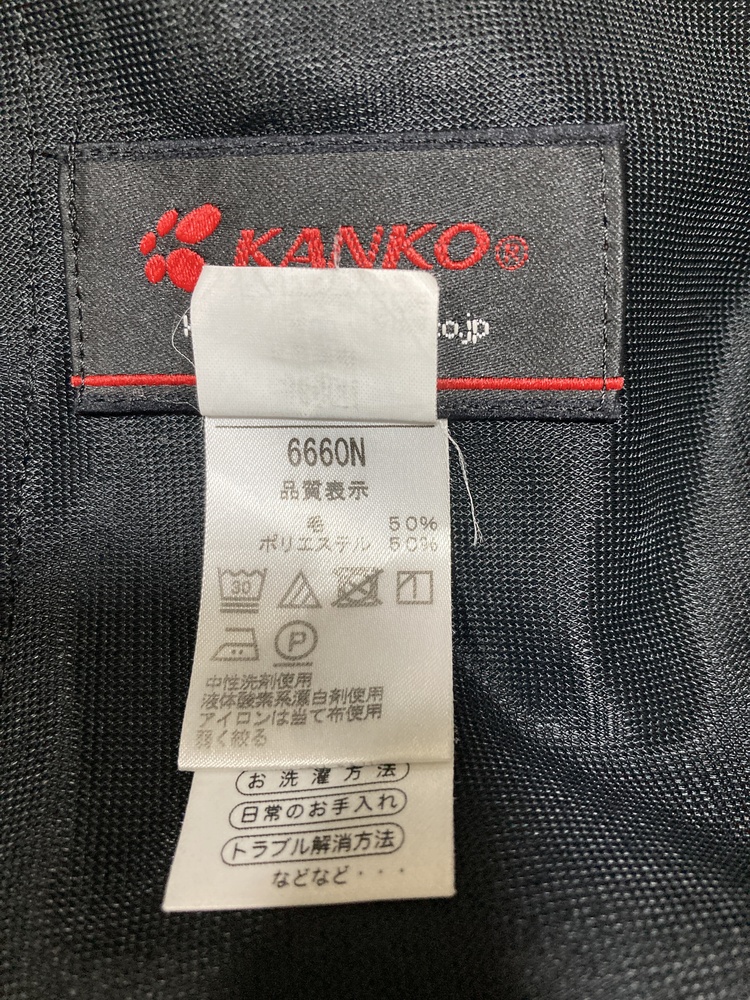 KANKO®
o.jp
6660N
品質表示
毛 50%
ポリエステル 50%
30
P
中性洗剤使用
液体酸素系漂白剤使用
アイロンは当て布使用
弱く絞る
お洗濯方法
日常のお手入れ
トラブル解消方法
などなど・・・